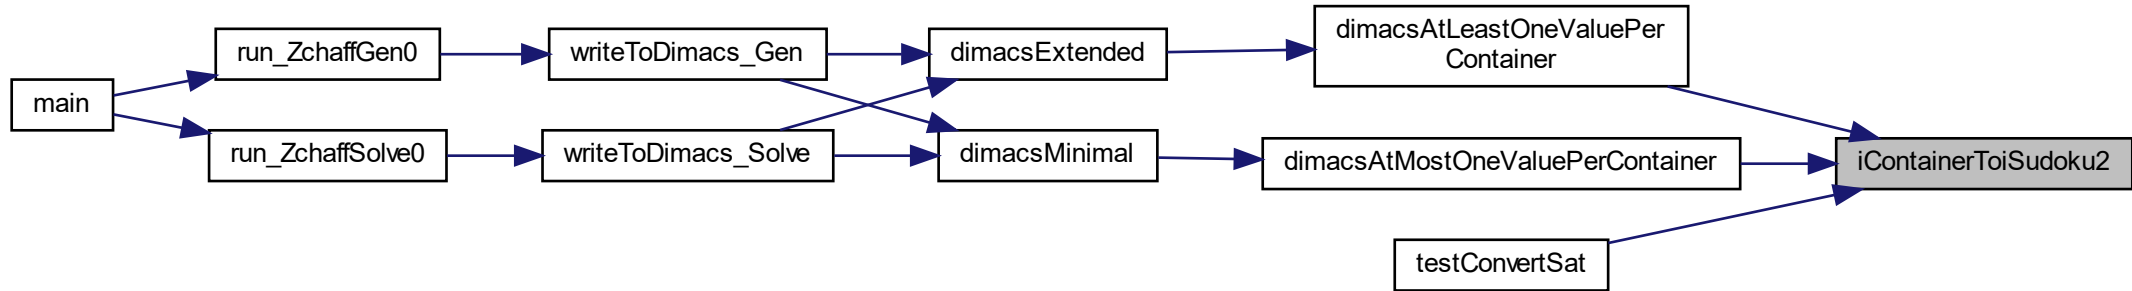 main
run_ZchaffGen0
run_ZchaffSolve0
writeToDimacs_Gen
writeToDimacs_Solve
dimacsExtended
dimacsMinimal
dimacsAtLeastOneValuePer
Container
dimacsAtMostOneValuePerContainer
testConvertSat
iContainerToiSudoku2